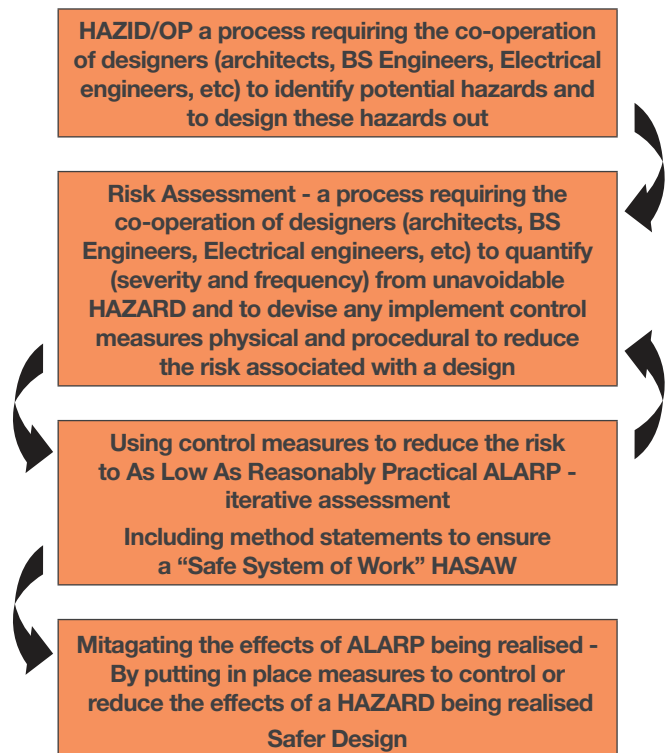 HAZID/OP a process requiring the co-operation
of designers (architects, BS Engineers, Electrical
engineers, etc) to identify potential hazards and
to design these hazards out
Risk Assessment - a process requiring the
co-operation of designers (architects, BS
Engineers, Electrical engineers, etc) to quantify
(severity and frequency) from unavoidable
HAZARD and to devise any implement control
measures physical and procedural to reduce
the risk associated with a design
Using control measures to reduce the risk
to As Low As Reasonably Practical ALARP -
iterative assessment
Including method statements to ensure
a “Safe System of Work” HASAW
Mitagating the effects of ALARP being realised -
By putting in place measures to control or
reduce the effects of a HAZARD being realised
Safer Design